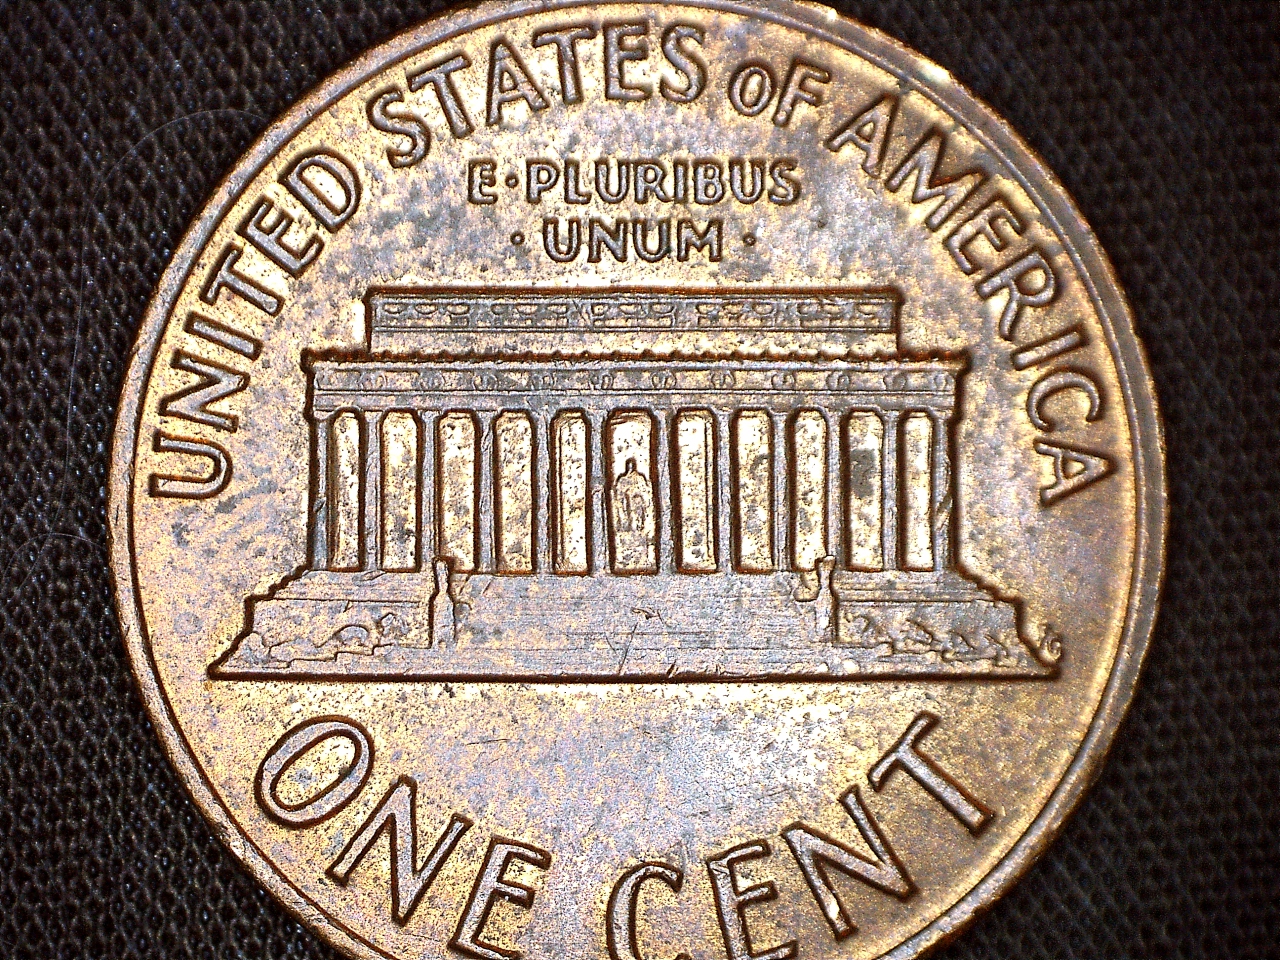 UNITED STATES OF AMERICA
E·PLURIBUS
·UNUM·
ONE CENT